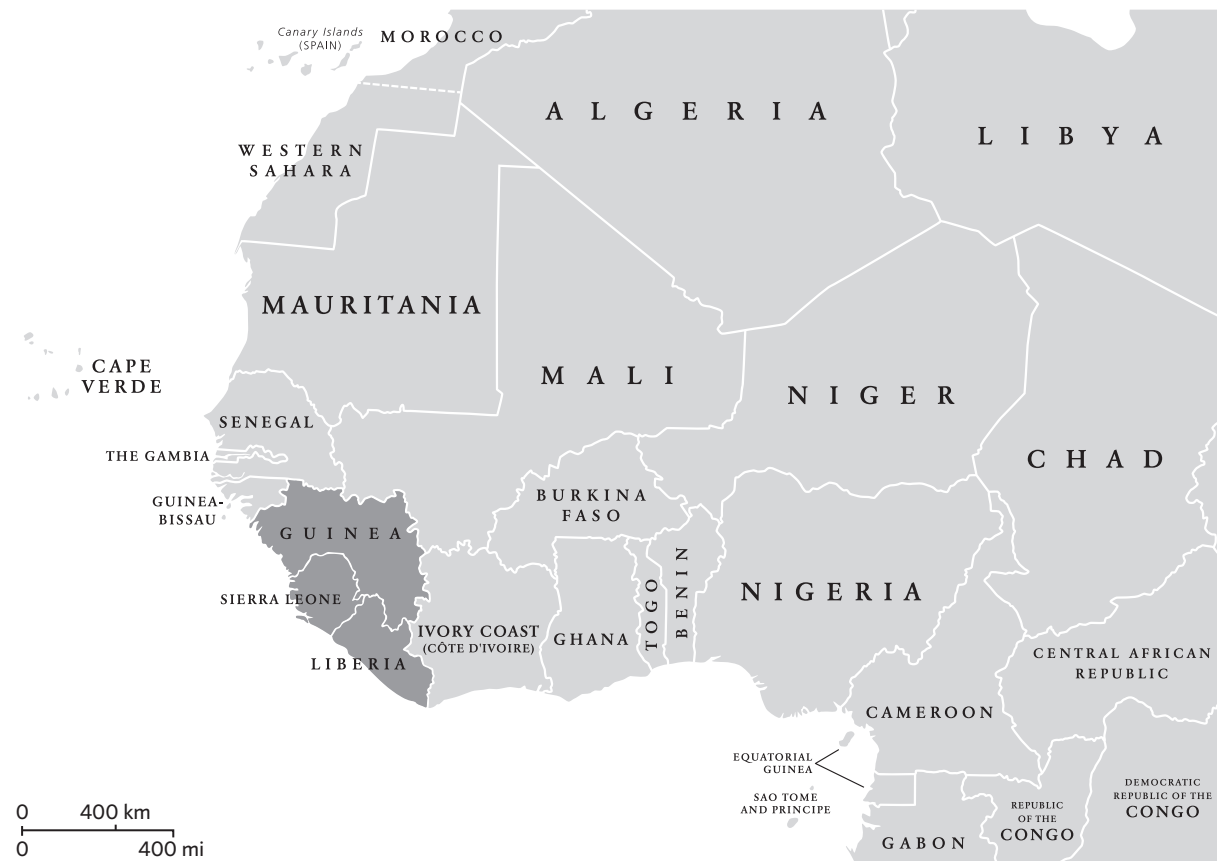 Canary Islands
(SPAIN)
MOROCCO
ALGERIA
LIBYA
WESTERN
SAHARA
MAURITANIA
CAPE
VERDE
MALI
NIGER
SENEGAL
CHAD
THE GAMBIA
GUINEA-
BISSAU
BURKINA
FASO
GUINEA
SIERRA LEONE
LIBERIA
IVORY COAST
(CÔTE D'IVOIRE)
GHANA
TOGO
BENIN
NIGERIA
CENTRAL AFRICAN
REPUBLIC
CAMEROON
EQUATORIAL
GUINEA
SAO TOME
AND PRINCIPE
GABON
REPUBLIC
OF THE
CONGO
DEMOCRATIC
REPUBLIC OF THE
CONGO
0 400 km
0 400 mi